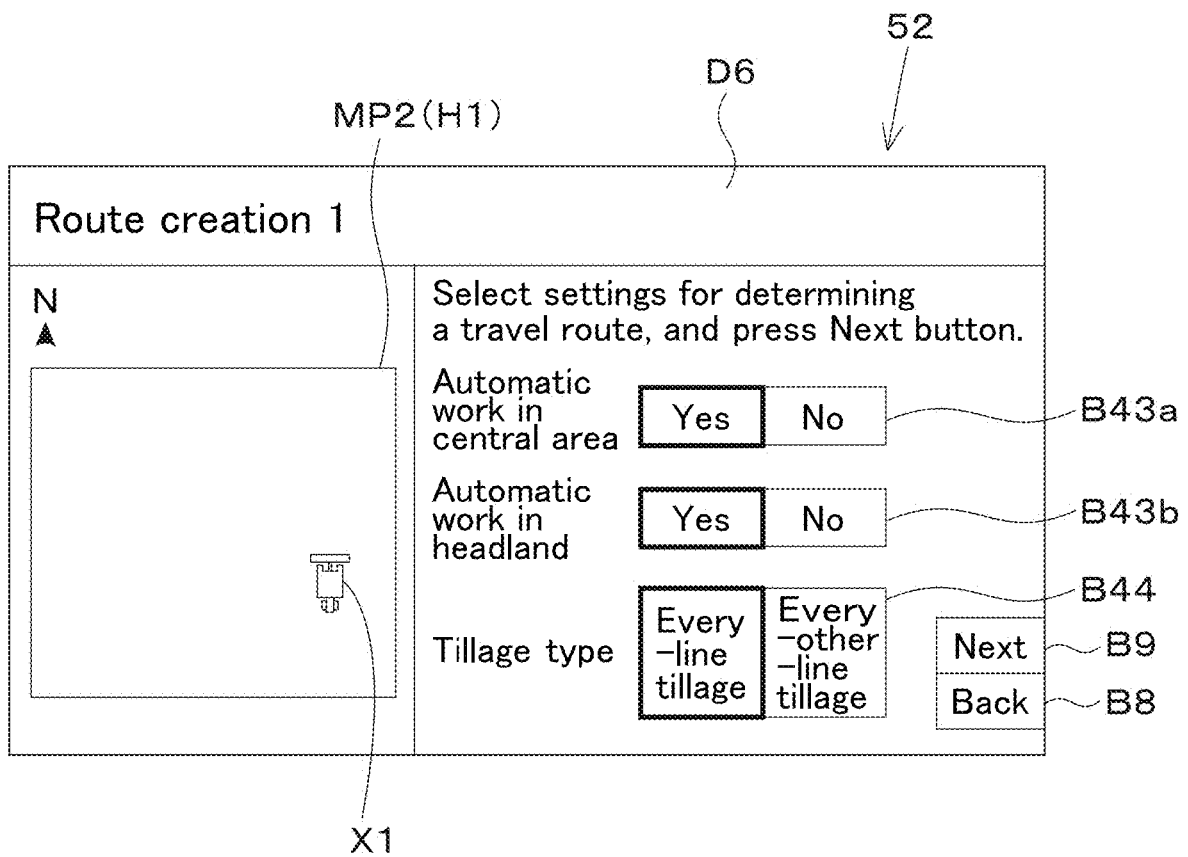 52
D6
MP2(H1)
Route creation 1
N
Select settings for determining
a travel route, and press Next button.
Automatic
work in
central area
Yes
No
B43a
Automatic
work in
headland
Yes
No
B43b
Tillage type
Every
-line
tillage
Every
-other
-line
tillage
B44
Next
B9
Back
B8
X1